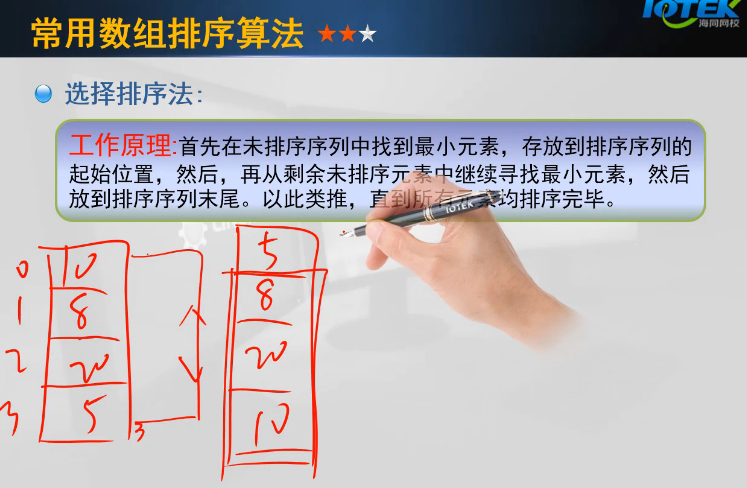 常用数组排序算法
IOTEK
海同网校
选择排序法:
工作原理:首先在未排序序列中找到最小元素，存放到排序序列的
起始位置，然后，再从剩余未排序元素中继续寻找最小元素，然后
放到排序序列末尾。以此类推，直到所有 均排序完毕。
IOTEK
0 10
1 8
2 20
3 5
3
5
8
20
10